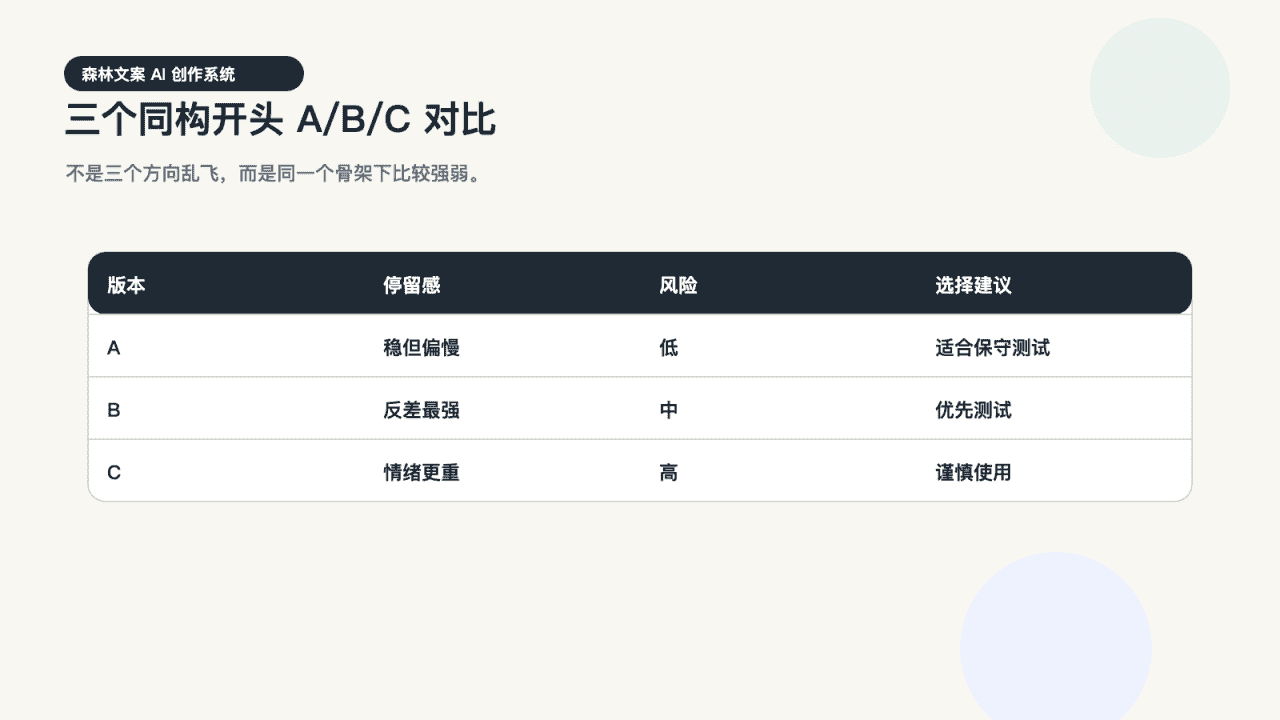 森林文案 AI 创作系统
三个同构开头 A/B/C 对比
不是三个方向乱飞，而是同一个骨架下比较强弱。
版本 停留感 风险 选择建议
A 稳但偏慢 低 适合保守测试
B 反差最强 中 优先测试
C 情绪更重 高 谨慎使用